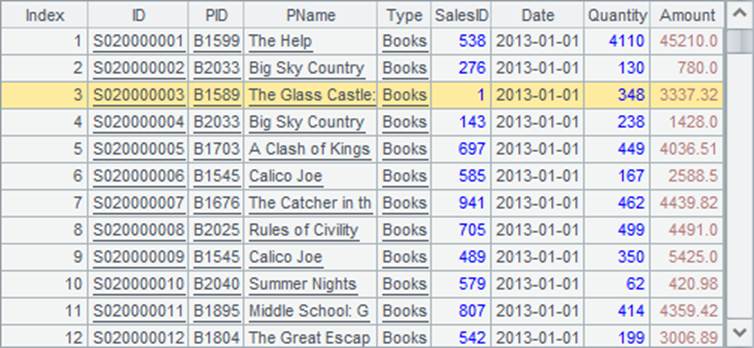 Index ID PID PName Type SalesID Date Quantity Amount
1 S020000001 B1599 The Help Books 538 2013-01-01 4110 45210.0
2 S020000002 B2033 Big Sky Country Books 276 2013-01-01 130 780.0
3 S020000003 B1589 The Glass Castle: Books 1 2013-01-01 348 3337.32
4 S020000004 B2033 Big Sky Country Books 143 2013-01-01 238 1428.0
5 S020000005 B1703 A Clash of Kings Books 697 2013-01-01 449 4036.51
6 S020000006 B1545 Calico Joe Books 585 2013-01-01 167 2588.5
7 S020000007 B1676 The Catcher in th Books 941 2013-01-01 462 4439.82
8 S020000008 B2025 Rules of Civility Books 705 2013-01-01 499 4491.0
9 S020000009 B1545 Calico Joe Books 489 2013-01-01 350 5425.0
10 S020000010 B2040 Summer Nights Books 579 2013-01-01 62 420.98
11 S020000011 B1895 Middle School: G Books 807 2013-01-01 414 4359.42
12 S020000012 B1804 The Great Escap Books 542 2013-01-01 199 3006.89